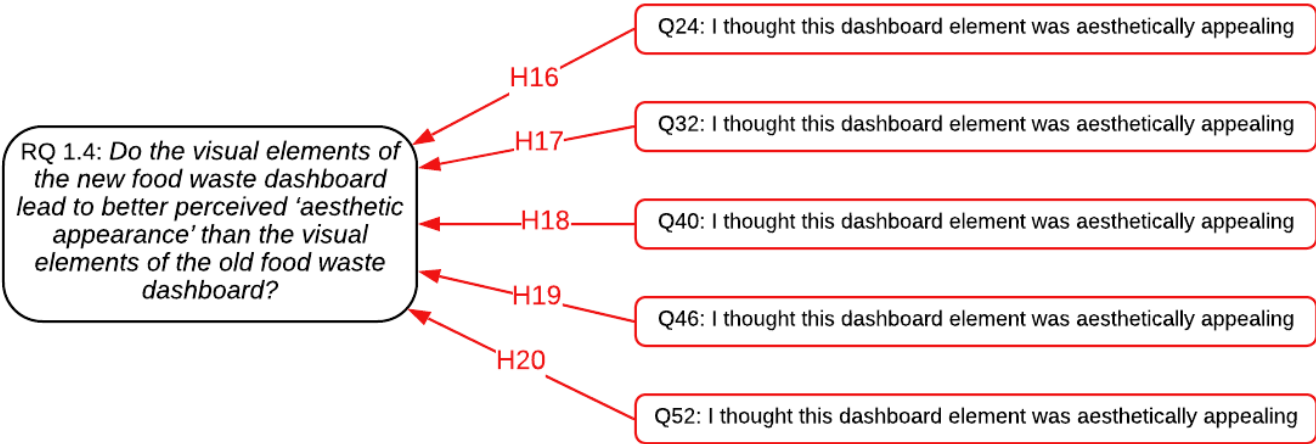 Q24: I thought this dashboard element was aesthetically appealing
H16
Q32: I thought this dashboard element was aesthetically appealing
H17
RQ 1.4: Do the visual elements of
the new food waste dashboard
lead to better perceived ‘aesthetic
appearance’ than the visual
elements of the old food waste
dashboard?
H18
Q40: I thought this dashboard element was aesthetically appealing
H19
Q46: I thought this dashboard element was aesthetically appealing
H20
Q52: I thought this dashboard element was aesthetically appealing